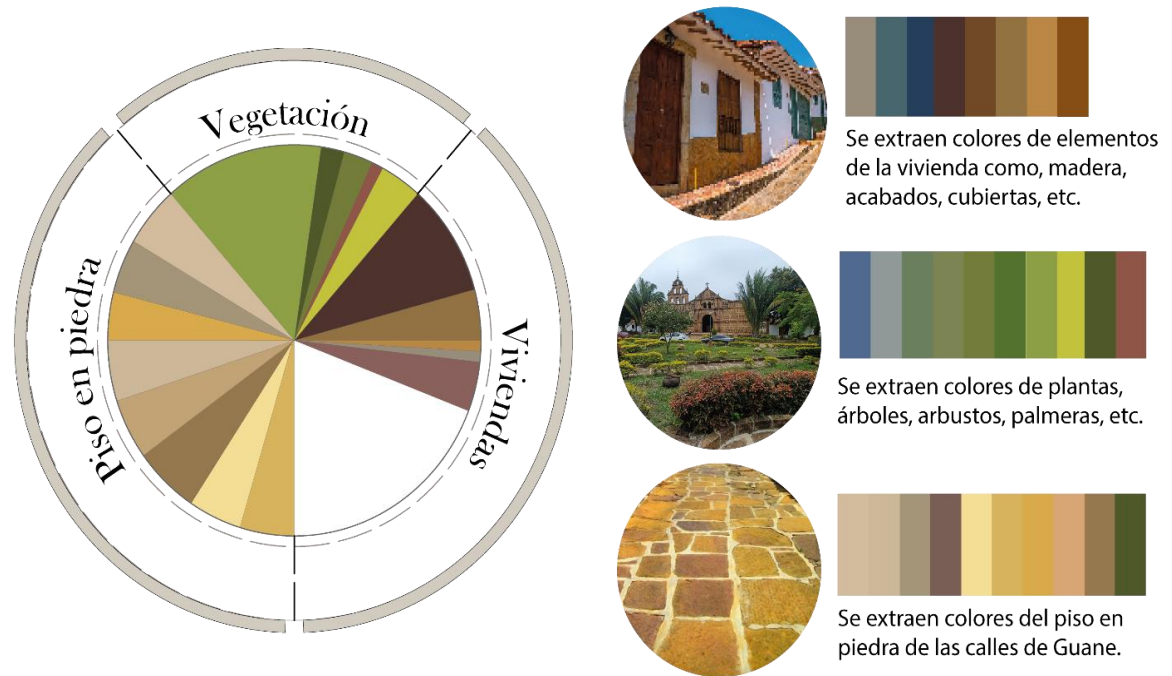 Vegetación
Piso en piedra
Viviendas
Se extraen colores de elementos
de la vivienda como, madera,
acabados, cubiertas, etc.
Se extraen colores de plantas,
árboles, arbustos, palmeras, etc.
Se extraen colores del piso en
piedra de las calles de Guane.